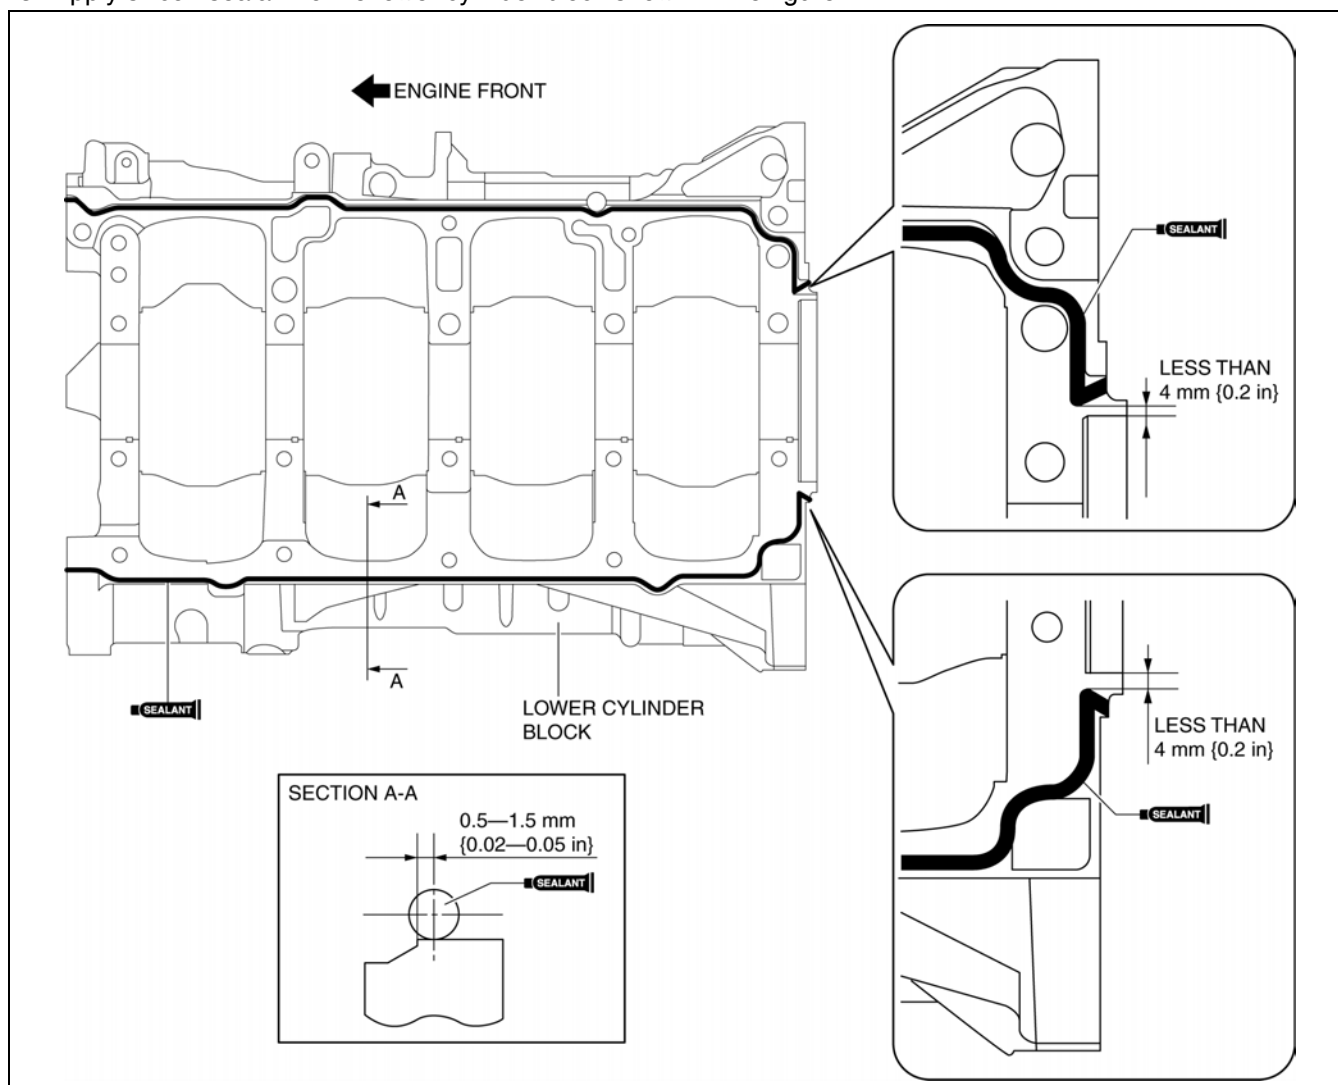 ENGINE FRONT
SEALANT
LESS THAN
4 mm {0.2 in}
A
A
SEALANT
LOWER CYLINDER
BLOCK
LESS THAN
4 mm {0.2 in}
SEALANT
SECTION A-A
0.5—1.5 mm
{0.02—0.05 in}
SEALANT